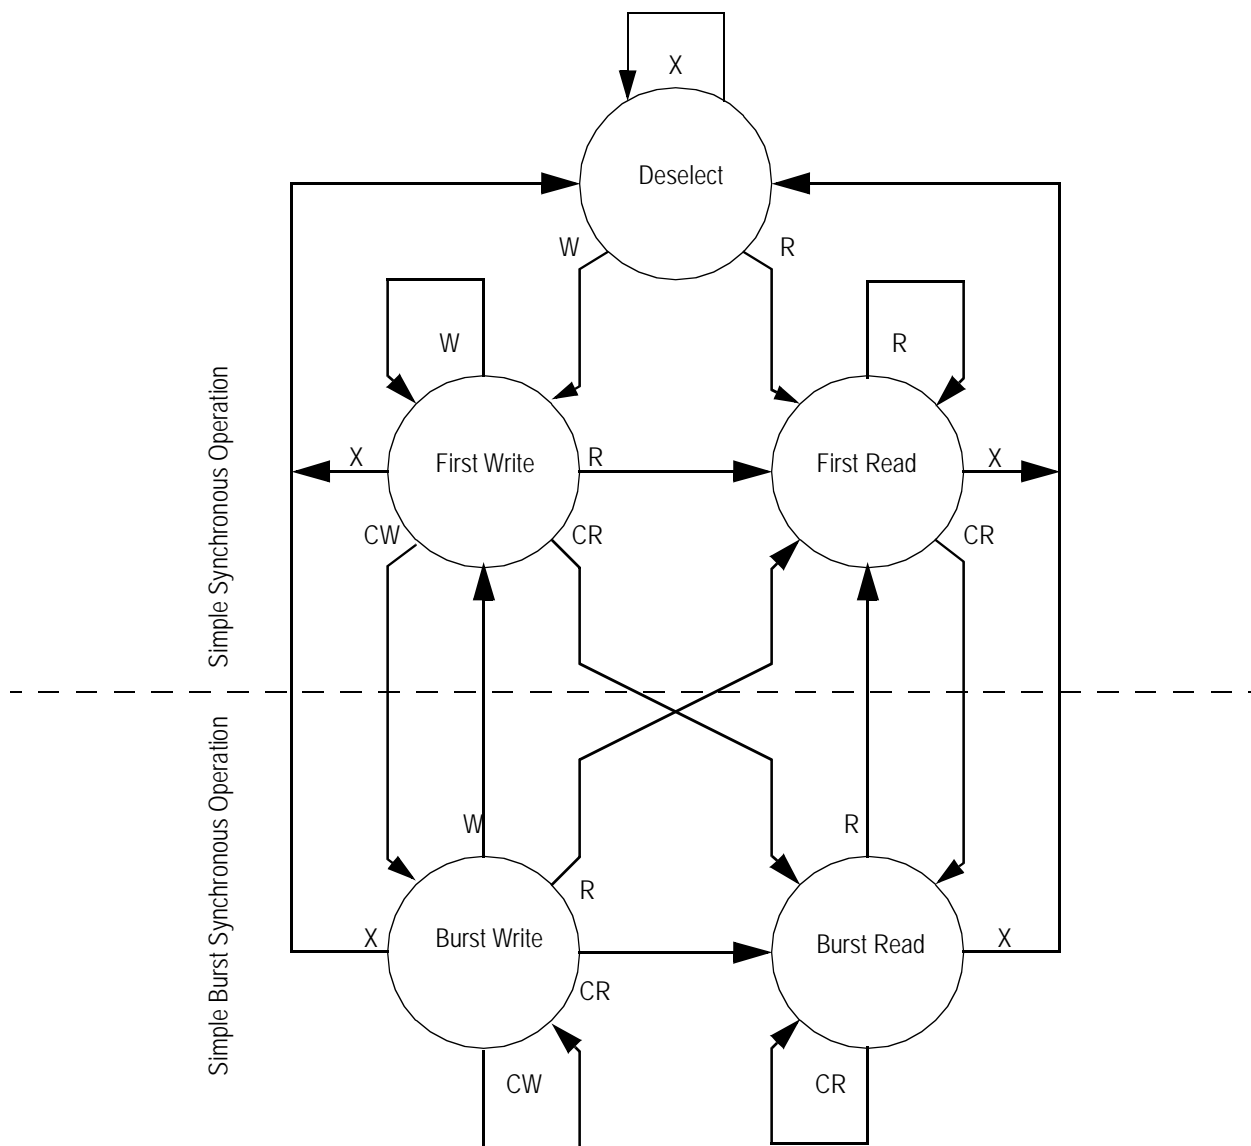 X
Deselect
W
R
W
R
Simple Synchronous Operation
First Write
First Read
X
R
X
CW
CR
CR
Simple Burst Synchronous Operation
W
R
R
Burst Write
Burst Read
X
X
CR
CW
CR